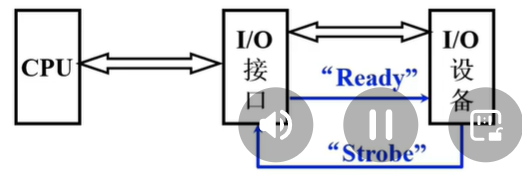 CPU
I/O
接
口
I/O
设
备
“Ready”
“Strobe”